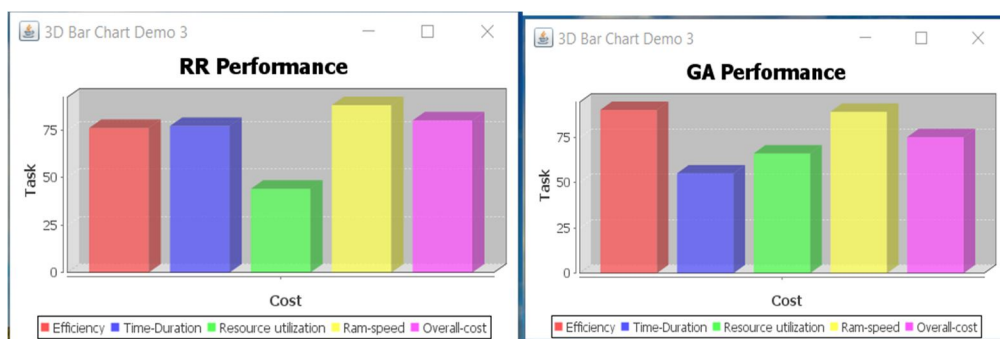 3D Bar Chart Demo 3
RR Performance
75
50
25
0
Task
Cost
Efficiency Time-Duration Resource utilization Ram-speed Overall-cost
3D Bar Chart Demo 3
GA Performance
75
50
25
0
Task
Cost
Efficiency Time-Duration Resource utilization Ram-speed Overall-cost